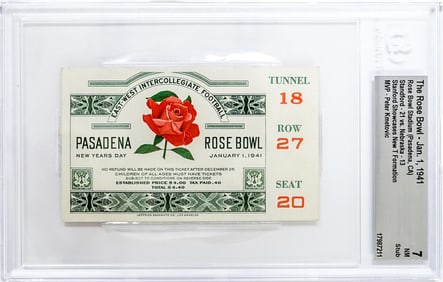 EAST-WEST INTERCOLLEGIATE FOOTBALL
PASADENA ROSE BOWL
NEW YEARS DAY JANUARY 1, 1941
NO REFUND WILL BE MADE ON THIS TICKET AFTER DECEMBER 25
CHILDREN OF ALL AGES MUST HAVE TICKETS
SUBJECT TO CONDITIONS ON REVERSE SIDE
ESTABLISHED PRICE $4.00 TAX PAID .40
TOTAL $4.40
TUNNEL
18
ROW
27
SEAT
20
The Rose Bowl - Jan 1, 1941
Rose Bowl Stadium (Pasadena, CA)
Standford - 21 vs. Nebraska - 13
Stanford Showcases New T Formation
MVP - Peter Kmetovic
7
NM
Stub
17987211